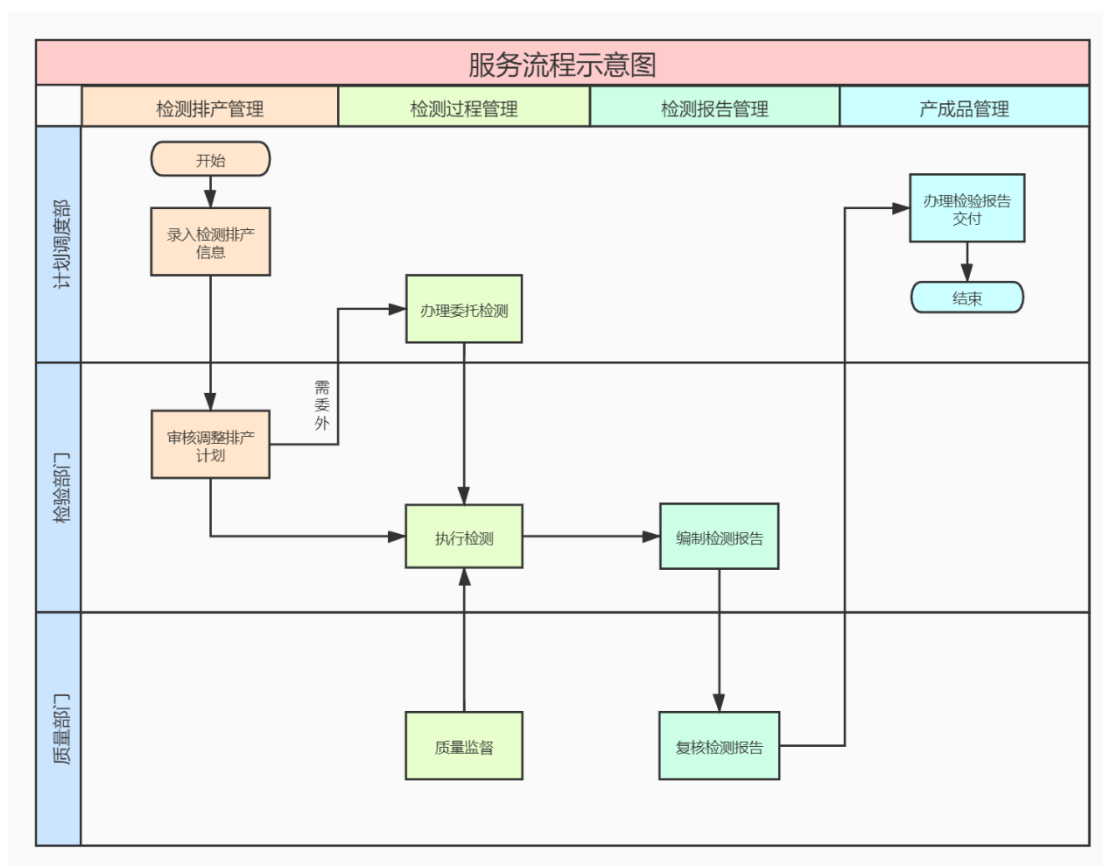 服务流程示意图
检测排产管理
检测过程管理
检测报告管理
产成品管理
计划调度部
开始
录入检测排产
信息
办理委托检测
办理检验报告
交付
结束
检验部门
需
委
外
审核调整排产
计划
执行检测
编制检测报告
质量部门
质量监督
复核检测报告